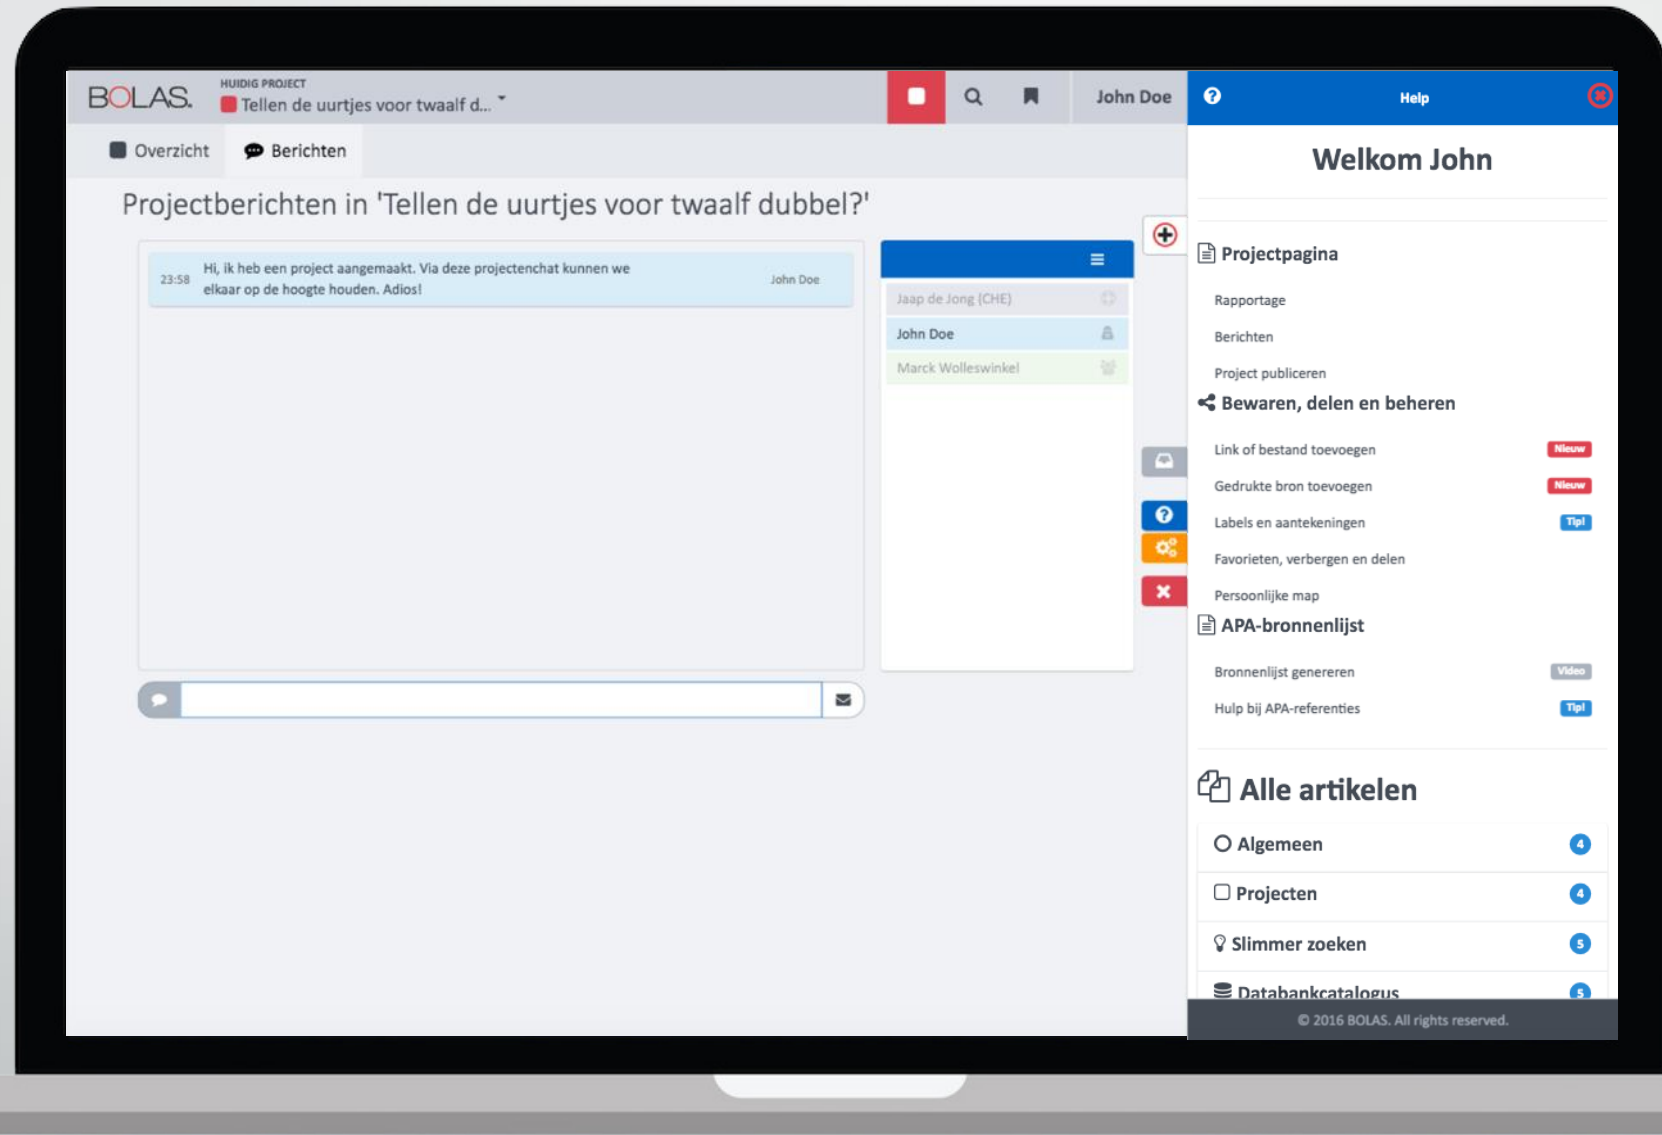 BOLAS.
HUIDIG PROJECT
Tellen de uurtjes voor twaalf d...
John Doe
Overzicht
Berichten
Projectberichten in 'Tellen de uurtjes voor twaalf dubbel?'
23:58
Hi, ik heb een project aangemaakt. Via deze projectenchat kunnen we
elkaar op de hoogte houden. Adios!
John Doe
Jaap de Jong (CHE)
John Doe
Marck Wolleswinkel
Help
Welkom John
Projectpagina
Rapportage
Berichten
Project publiceren
Bewaren, delen en beheren
Link of bestand toevoegen Nieuw
Gedrukte bron toevoegen Nieuw
Labels en aantekeningen Tip!
Favorieten, verbergen en delen
Persoonlijke map
APA-bronnenlijst
Bronnenlijst genereren Video
Hulp bij APA-referenties Tip!
Alle artikelen
Algemeen 4
Projecten 4
Slimmer zoeken 5
Databankcatalogus 5
© 2016 BOLAS. All rights reserved.